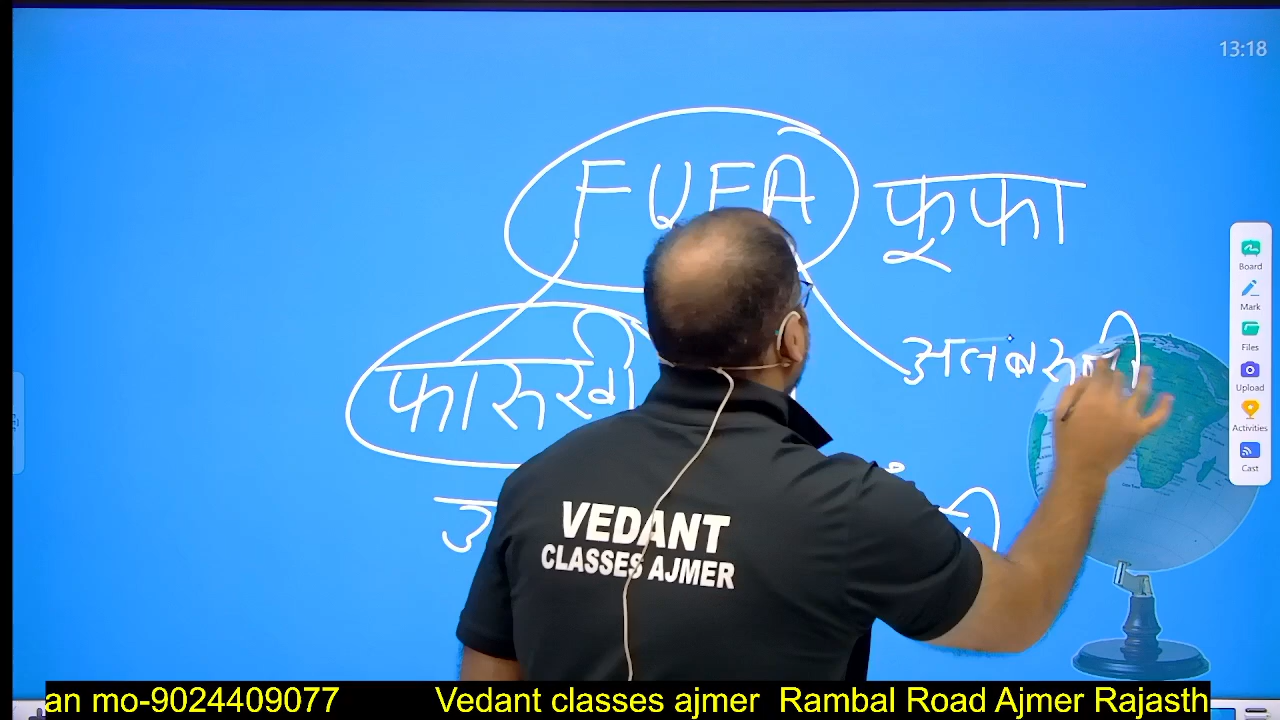 13:18
FUFA फूफा
फारुखी
अलबरुनी
VEDANT
CLASSES AJMER
Board
Mark
Files
Upload
Activities
Cast
an mo-9024409077 Vedant classes ajmer Rambal Road Ajmer Rajasth